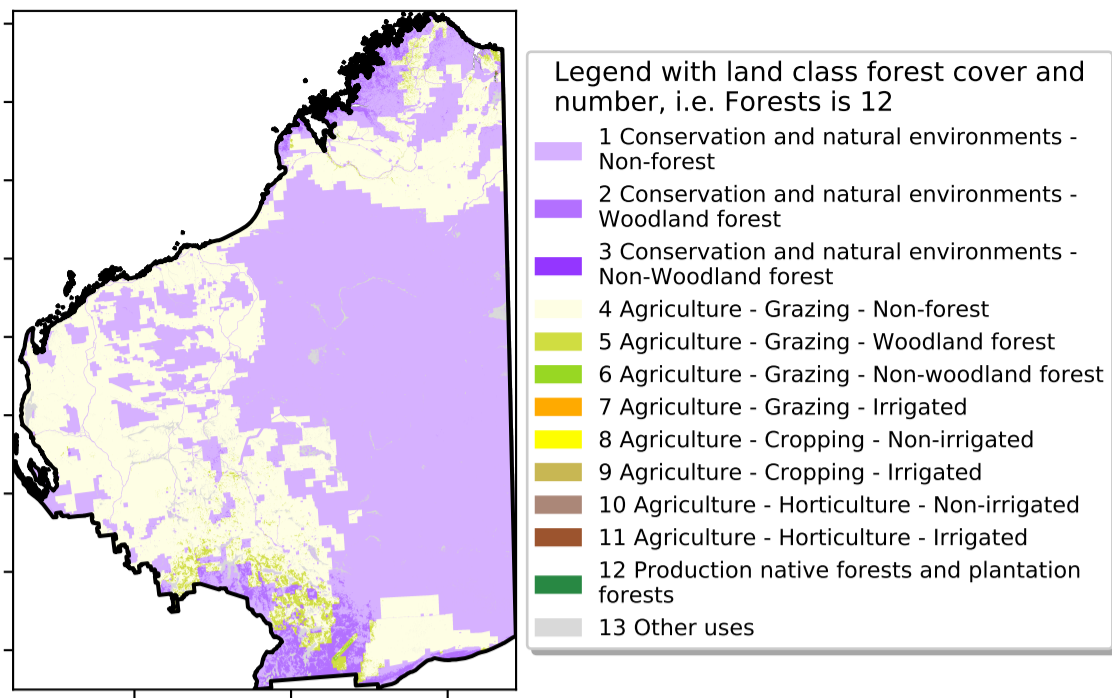 Legend with land class forest cover and
number, i.e. Forests is 12
1 Conservation and natural environments -
Non-forest
2 Conservation and natural environments -
Woodland forest
3 Conservation and natural environments -
Non-Woodland forest
4 Agriculture - Grazing - Non-forest
5 Agriculture - Grazing - Woodland forest
6 Agriculture - Grazing - Non-woodland forest
7 Agriculture - Grazing - Irrigated
8 Agriculture - Cropping - Non-irrigated
9 Agriculture - Cropping - Irrigated
10 Agriculture - Horticulture - Non-irrigated
11 Agriculture - Horticulture - Irrigated
12 Production native forests and plantation
forests
13 Other uses